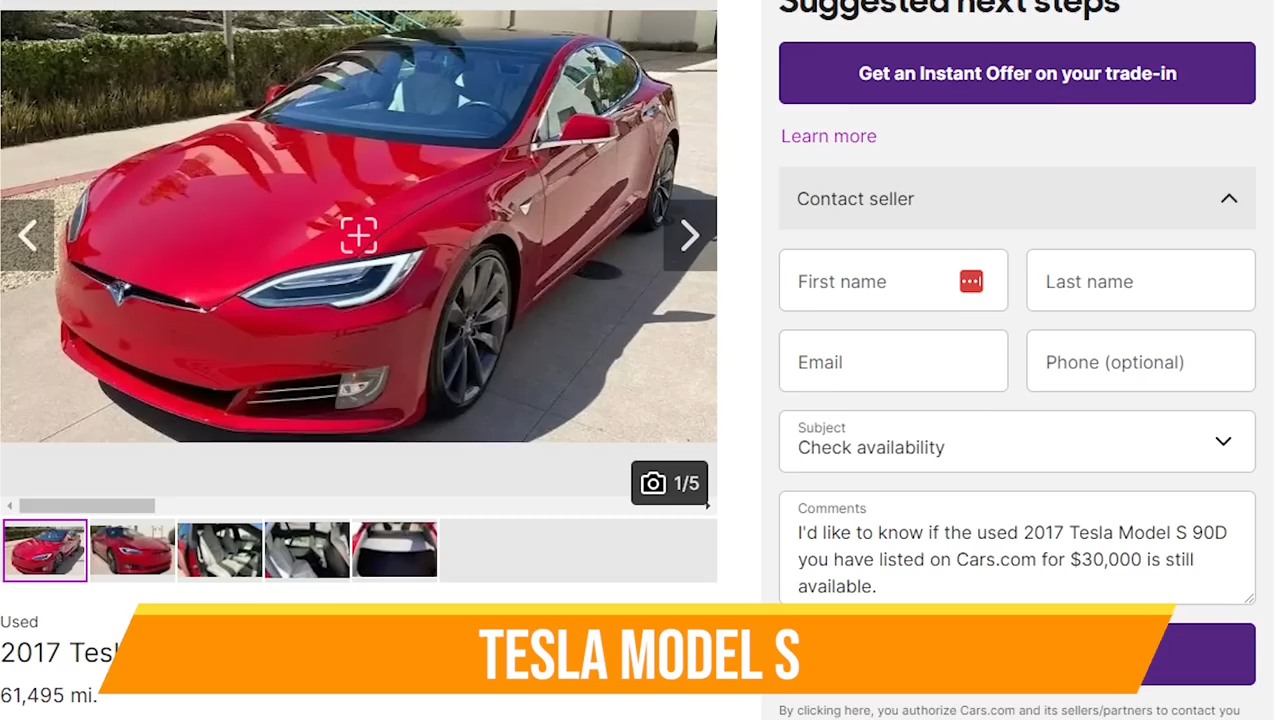 Suggested next steps
Get an Instant Offer on your trade-in
Learn more
Contact seller
First name
Last name
Email
Phone (optional)
Subject
Check availability
Comments
I'd like to know if the used 2017 Tesla Model S 90D
you have listed on Cars.com for $30,000 is still
available.
1/5
Used
2017 Tesl
61,495 mi.
TESLA MODEL S
By clicking here, you authorize Cars.com and its sellers/partners to contact you